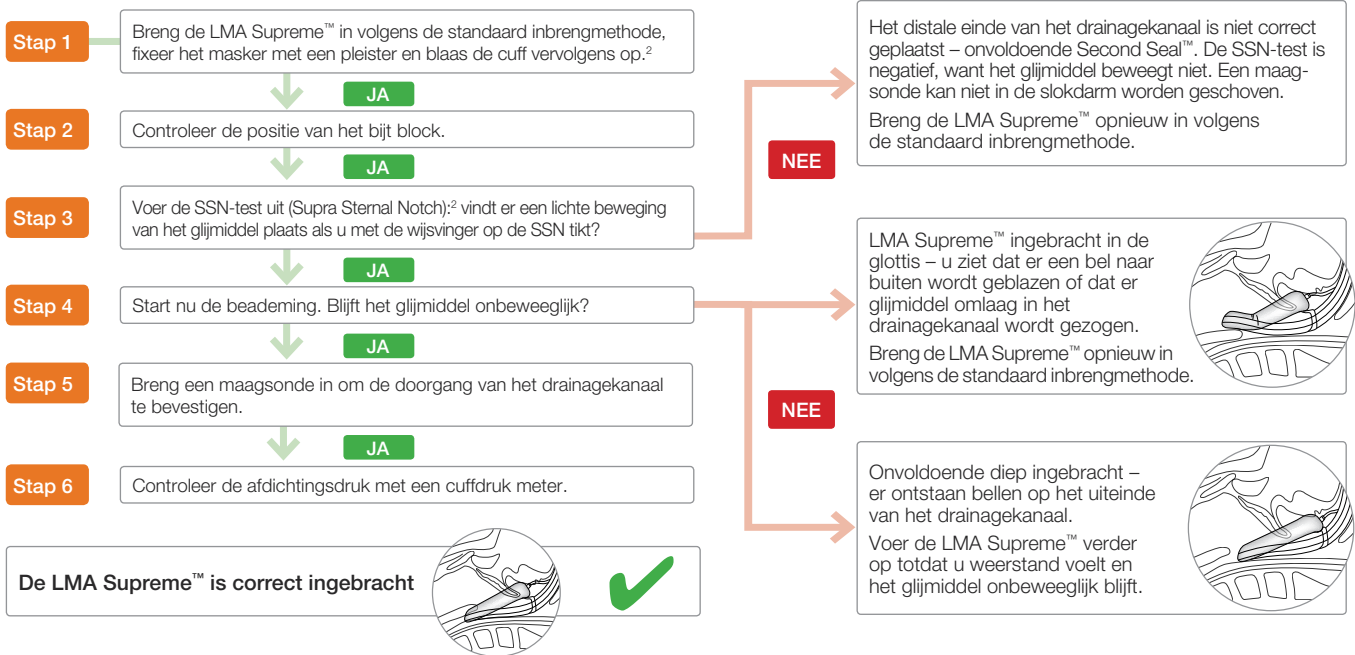 Stap 1
Breng de LMA Supreme™ in volgens de standaard inbrengmethode,
fixeer het masker met een pleister en blaas de cuff vervolgens op.²
JA
Stap 2
Controleer de positie van het bijt block.
JA
Stap 3
Voer de SSN-test uit (Supra Sternal Notch):² vindt er een lichte beweging
van het glijmiddel plaats als u met de wijsvinger op de SSN tikt?
JA
Stap 4
Start nu de beademing. Blijft het glijmiddel onbeweeglijk?
JA
Stap 5
Breng een maagsonde in om de doorgang van het drainagekanaal
te bevestigen.
JA
Stap 6
Controleer de afdichtingsdruk met een cuffdruk meter.
De LMA Supreme™ is correct ingebracht
NEE
Het distale einde van het drainagekanaal is niet correct
geplaatst – onvoldoende Second Seal™. De SSN-test is
negatief, want het glijmiddel beweegt niet. Een maag-
sonde kan niet in de slokdarm worden geschoven.
Breng de LMA Supreme™ opnieuw in volgens
de standaard inbrengmethode.
NEE
LMA Supreme™ ingebracht in de
glottis – u ziet dat er een bel naar
buiten wordt geblazen of dat er
glijmiddel omlaag in het
drainagekanaal wordt gezogen.
Breng de LMA Supreme™ opnieuw in
volgens de standaard inbrengmethode.
Onvoldoende diep ingebracht –
er ontstaan bellen op het uiteinde
van het drainagekanaal.
Voer de LMA Supreme™ verder
op totdat u weerstand voelt en
het glijmiddel onbeweeglijk blijft.